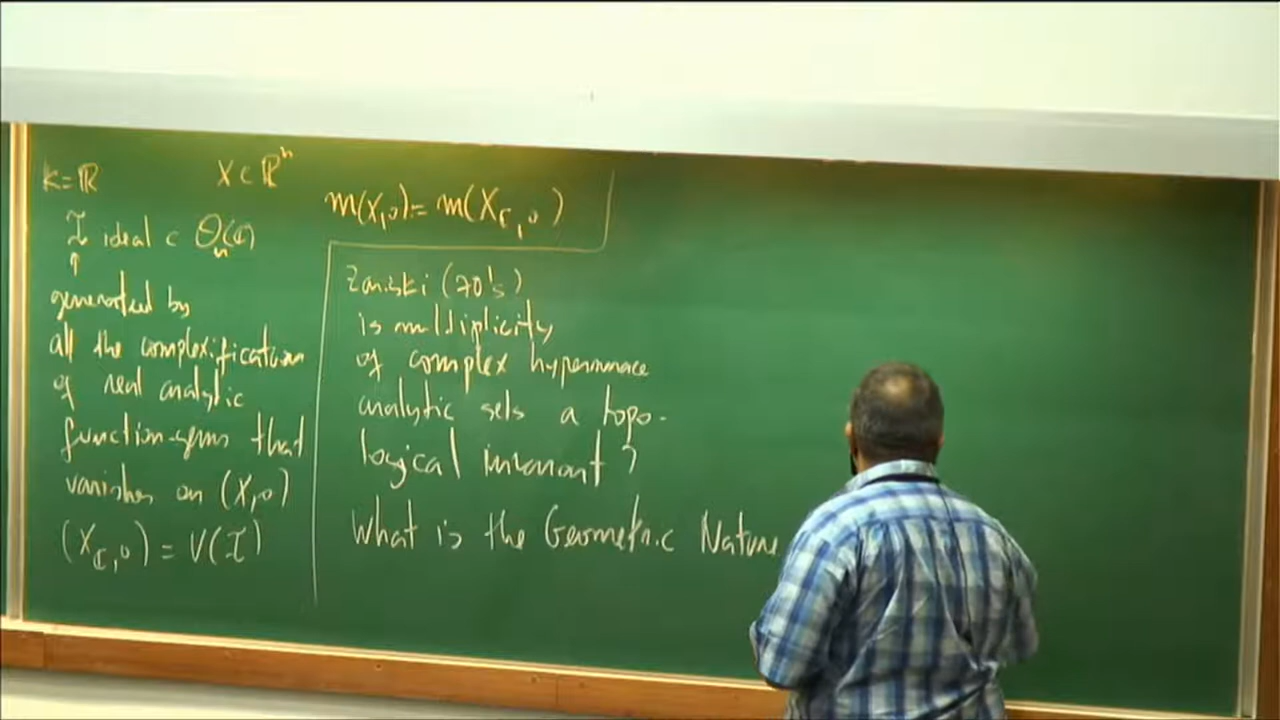 k=ℝ
X ⊂ ℝⁿ
m(X,0):= m(X_ℂ,0)
I ideal ⊂ O_n(ℂ)
↑
generated by
all the complexification
of real analytic
function-germs that
vanishes on (X,0)
(X_ℂ,0) = V(I)
Zariski (70's)
is multiplicity
of complex hypersurface
analytic sets a topo-
logical invariant?
What is the Geometric Nature